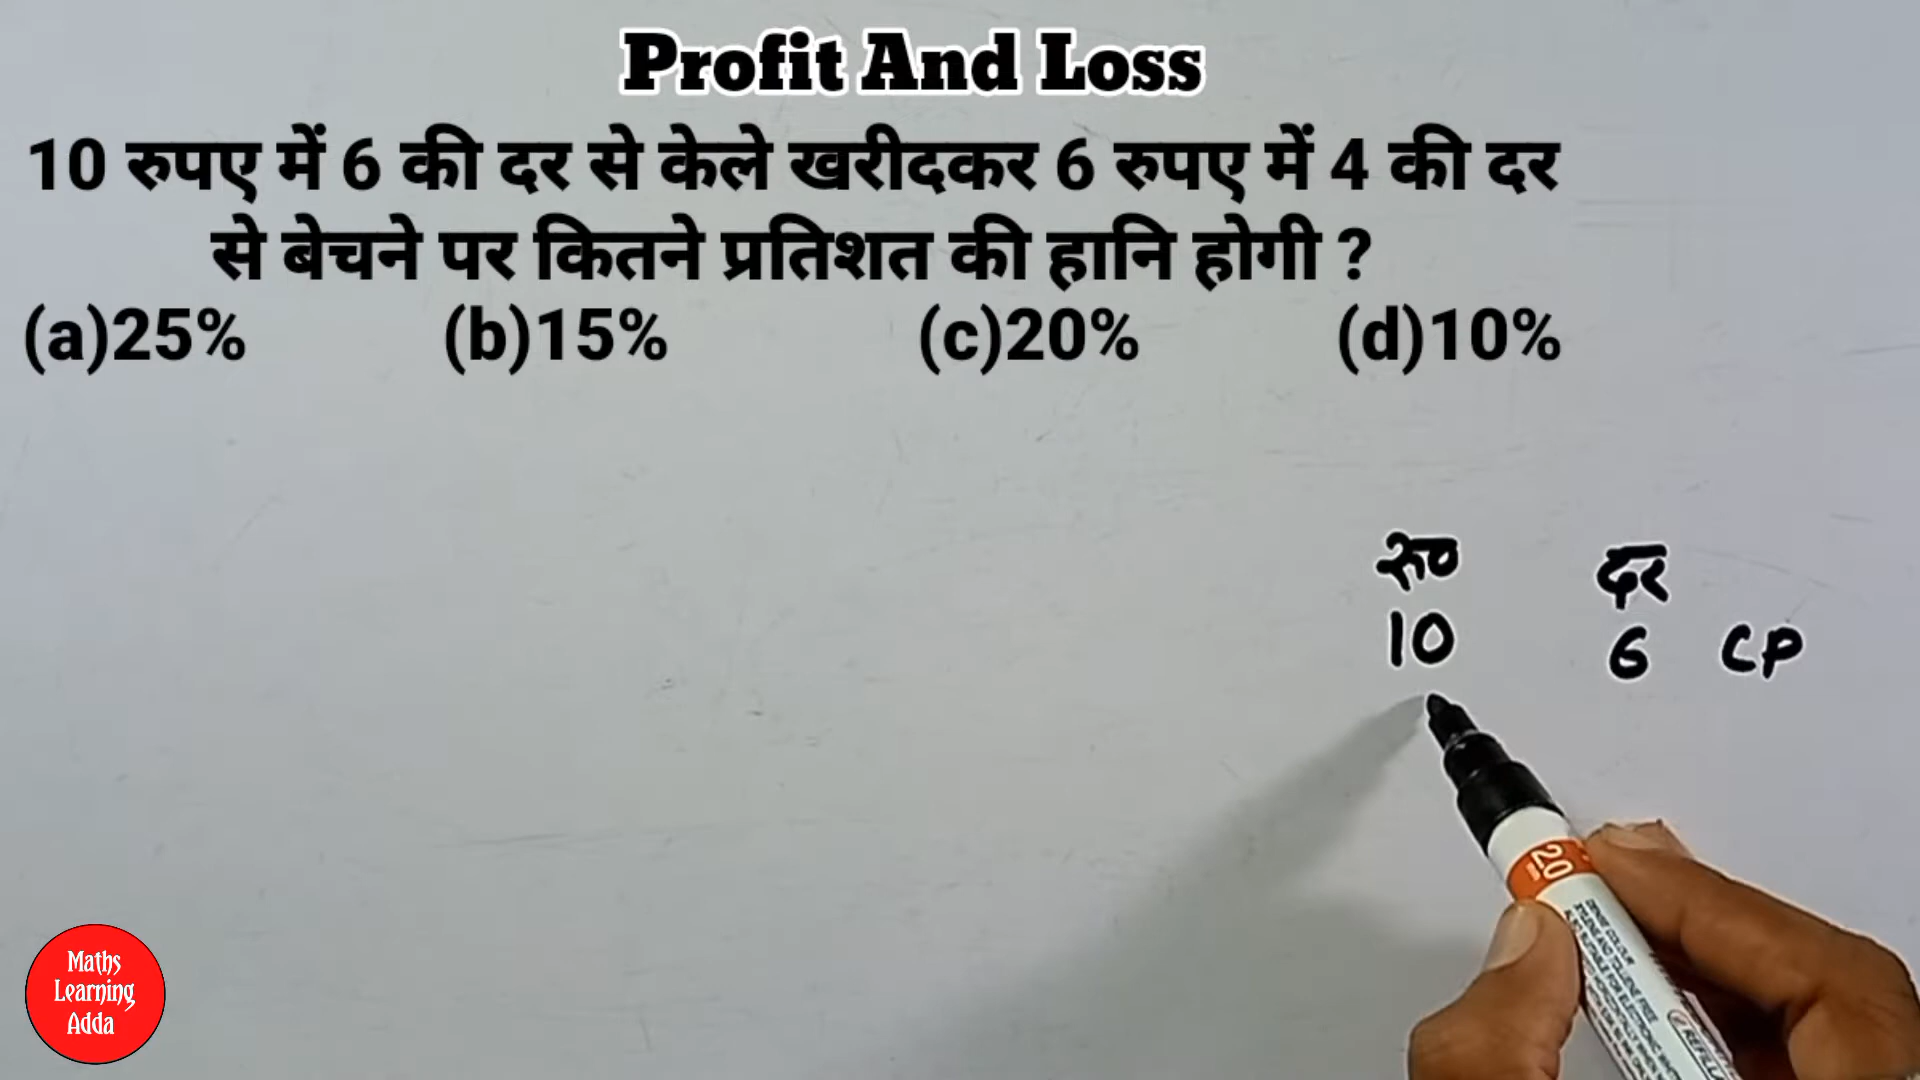 Profit And Loss
10 रुपए में 6 की दर से केले खरीदकर 6 रुपए में 4 की दर
से बेचने पर कितने प्रतिशत की हानि होगी ?
(a)25% (b)15% (c)20% (d)10%
रु० दर
10 6 CP
20
Maths
Learning
Adda